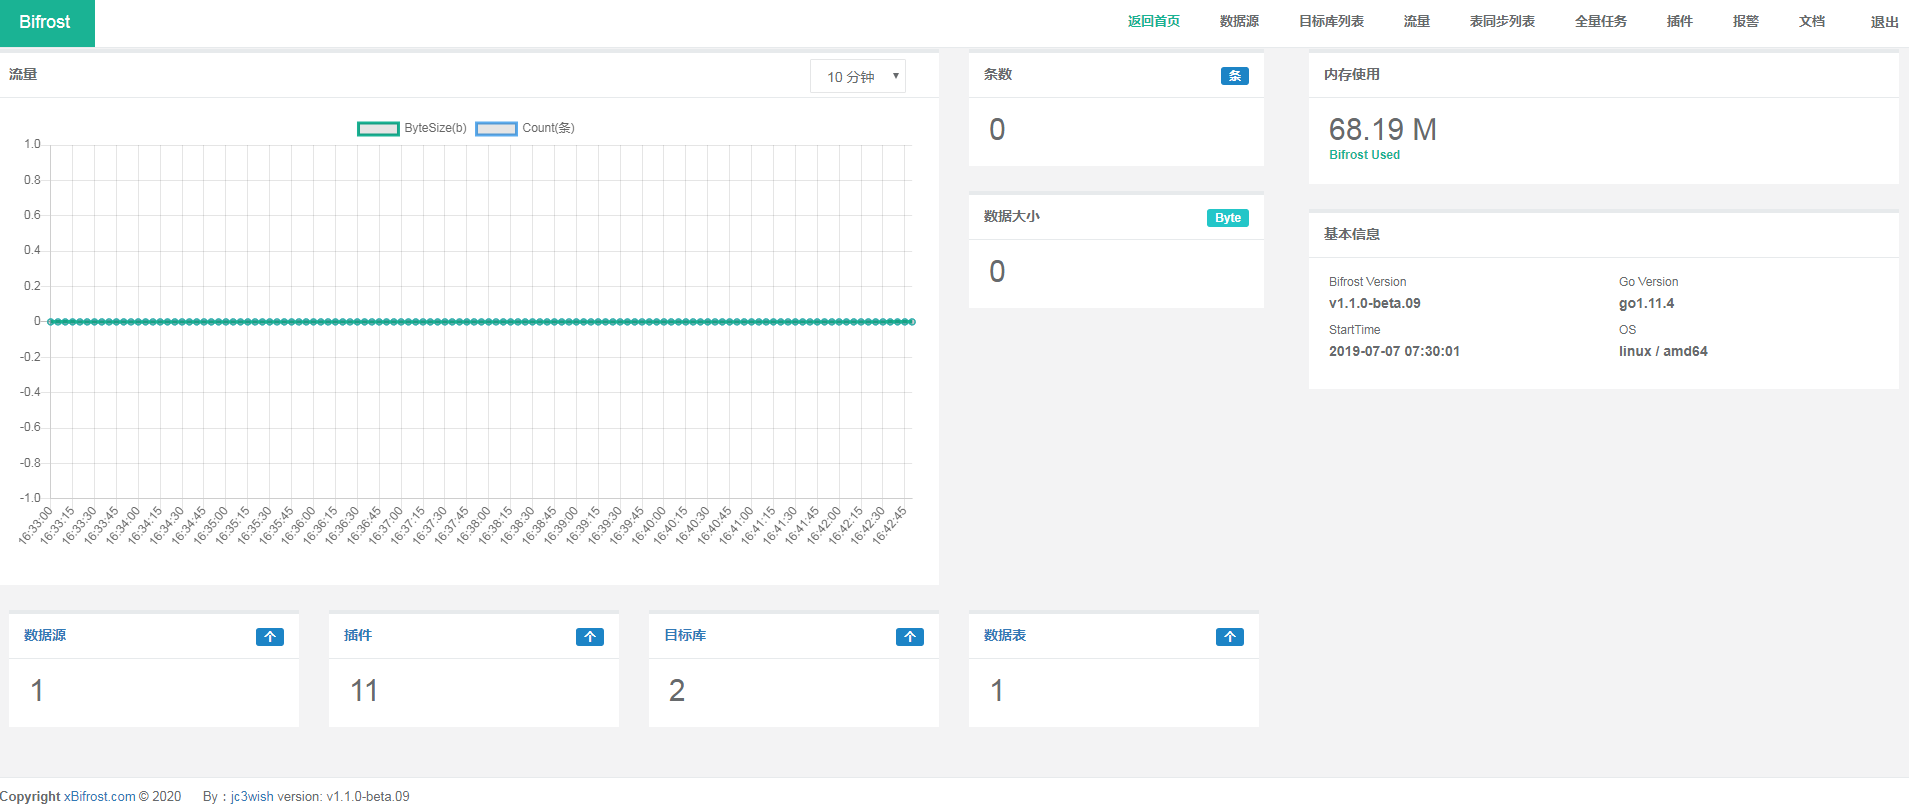 Bifrost
返回首页 数据源 目标库列表 流量 表同步列表 全量任务 插件 报警 文档 退出
流量 10 分钟
ByteSize(b) Count(条)
1.0
0.8
0.6
0.4
0.2
0
-0.2
-0.4
-0.6
-0.8
-1.0
16:33:00 16:33:15 16:33:30 16:33:45 16:34:00 16:34:15 16:34:30 16:34:45 16:35:00 16:35:15 16:35:30 16:35:45 16:36:00 16:36:15 16:36:30 16:36:45 16:37:00 16:37:15 16:37:30 16:37:45 16:38:00 16:38:15 16:38:30 16:38:45 16:39:00 16:39:15 16:39:30 16:39:45 16:40:00 16:40:15 16:40:30 16:40:45 16:41:00 16:41:15 16:41:30 16:41:45 16:42:00 16:42:15 16:42:30 16:42:45
条数 条
0
数据大小 Byte
0
内存使用
68.19 M
Bifrost Used
基本信息
Bifrost Version Go Version
v1.1.0-beta.09 go1.11.4
StartTime OS
2019-07-07 07:30:01 linux / amd64
数据源 个
1
插件 个
11
目标库 个
2
数据表 个
1
Copyright xBifrost.com © 2020 By：jc3wish version: v1.1.0-beta.09